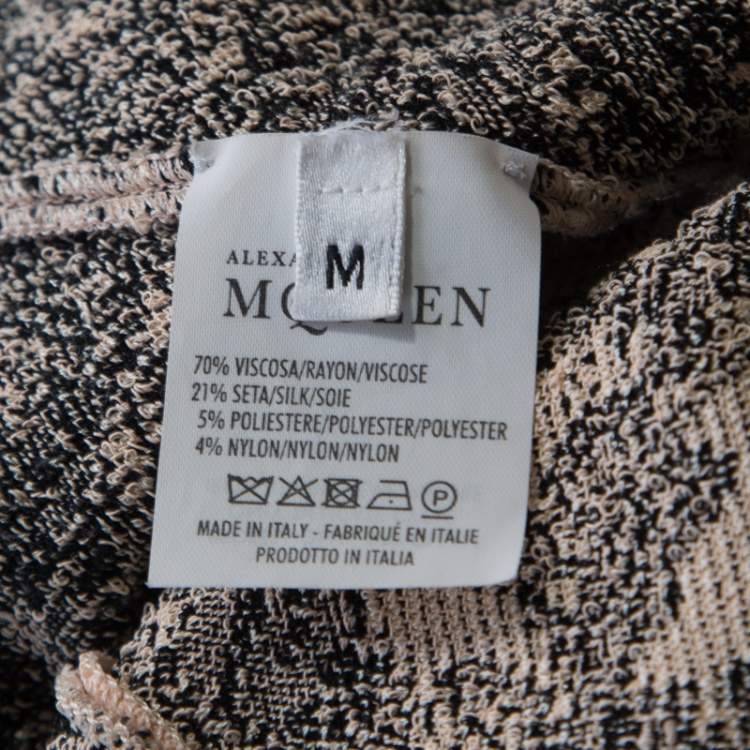 M
ALEXA
MQ EEN
70% VISCOSA/RAYON/VISCOSE
21% SETA/SILK/SOIE
5% POLIESTERE/POLYESTER/POLYESTER
4% NYLON/NYLON/NYLON
P
MADE IN ITALY - FABRIQUÉ EN ITALIE
PRODOTTO IN ITALIA